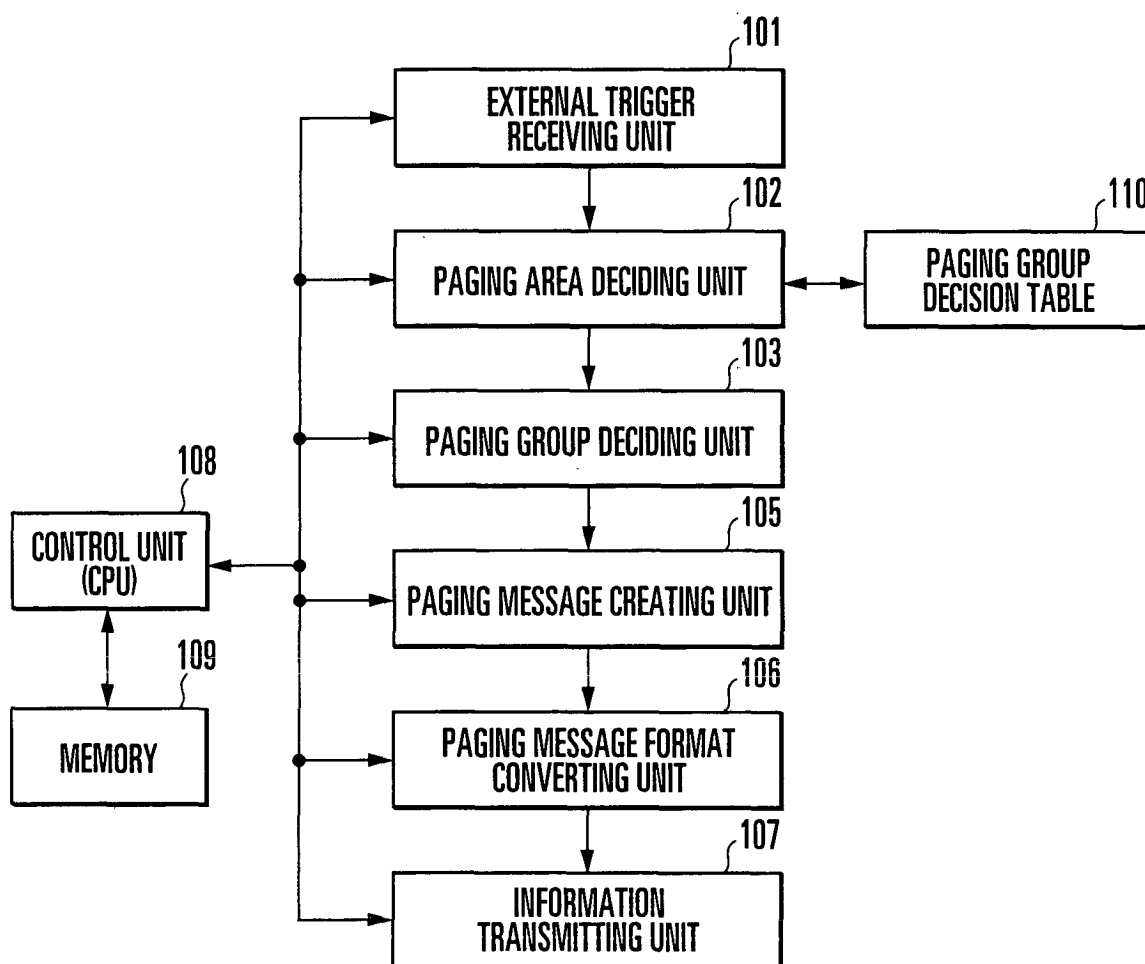 101
EXTERNAL TRIGGER
RECEIVING UNIT
102
PAGING AREA DECIDING UNIT
110
PAGING GROUP
DECISION TABLE
103
PAGING GROUP DECIDING UNIT
108
CONTROL UNIT
(CPU)
105
PAGING MESSAGE CREATING UNIT
109
MEMORY
106
PAGING MESSAGE FORMAT
CONVERTING UNIT
107
INFORMATION
TRANSMITTING UNIT